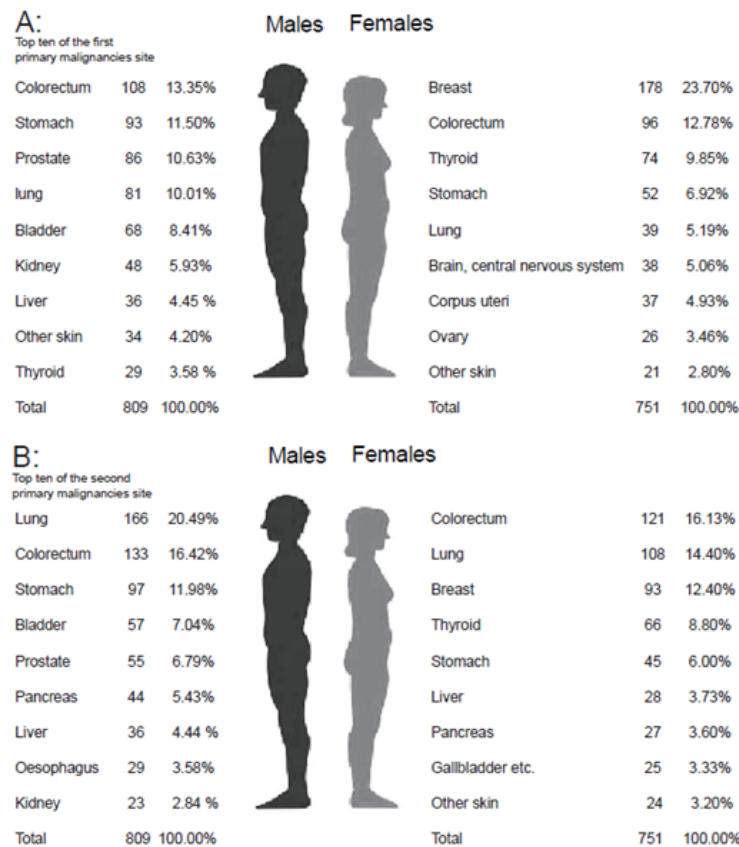 A:
Males Females
Top ten of the first
primary malignancies site
Colorectum 108 13.35% Breast 178 23.70%
Stomach 93 11.50% Colorectum 96 12.78%
Prostate 86 10.63% Thyroid 74 9.85%
lung 81 10.01% Stomach 52 6.92%
Bladder 68 8.41% Lung 39 5.19%
Kidney 48 5.93% Brain, central nervous system 38 5.06%
Liver 36 4.45 % Corpus uteri 37 4.93%
Other skin 34 4.20% Ovary 26 3.46%
Thyroid 29 3.58 % Other skin 21 2.80%
Total 809 100.00% Total 751 100.00%
B:
Males Females
Top ten of the second
primary malignancies site
Lung 166 20.49% Colorectum 121 16.13%
Colorectum 133 16.42% Lung 108 14.40%
Stomach 97 11.98% Breast 93 12.40%
Bladder 57 7.04% Thyroid 66 8.80%
Prostate 55 6.79% Stomach 45 6.00%
Pancreas 44 5.43% Liver 28 3.73%
Liver 36 4.44 % Pancreas 27 3.60%
Oesophagus 29 3.58% Gallbladder etc. 25 3.33%
Kidney 23 2.84 % Other skin 24 3.20%
Total 809 100.00% Total 751 100.00%